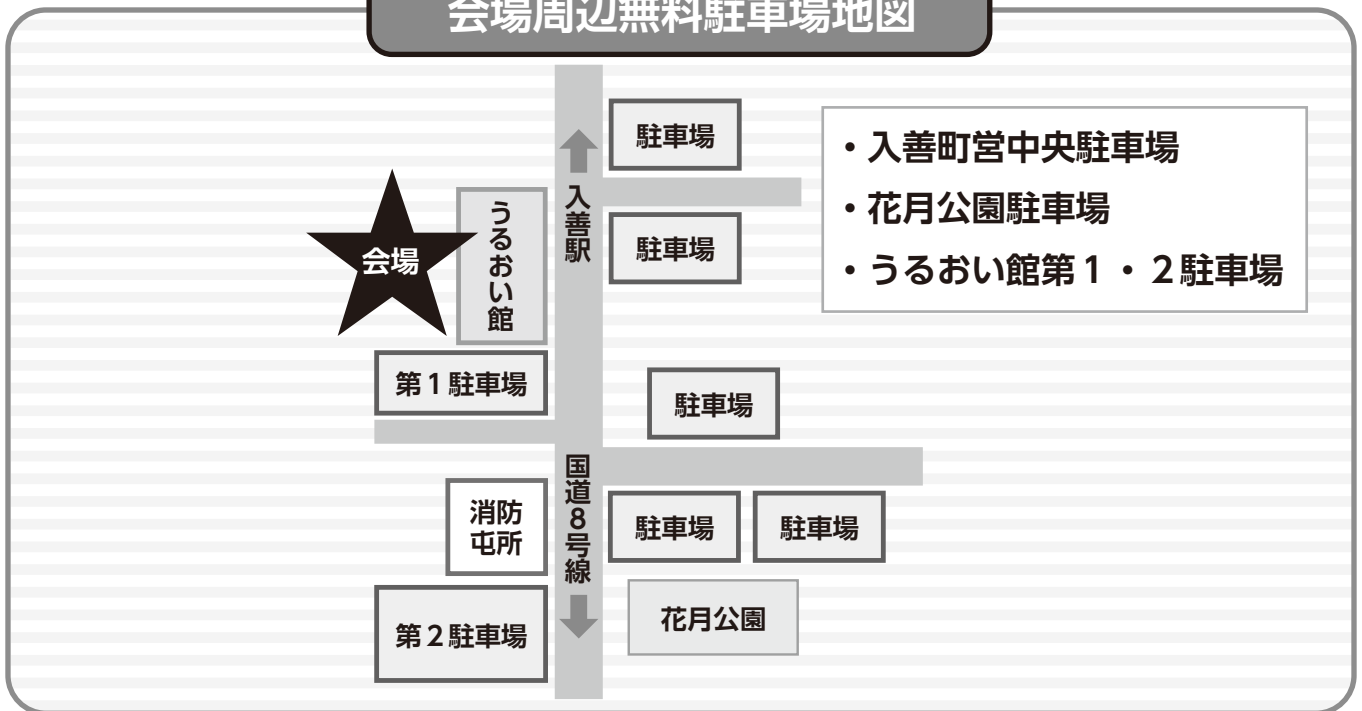 会場周辺無料駐車場地図
駐車場
・入善町営中央駐車場
・花月公園駐車場
・うるおい館第1・2駐車場
入善駅
うるおい館
会場
駐車場
第1駐車場
駐車場
国道8号線
消防
屯所
駐車場
駐車場
花月公園
第2駐車場